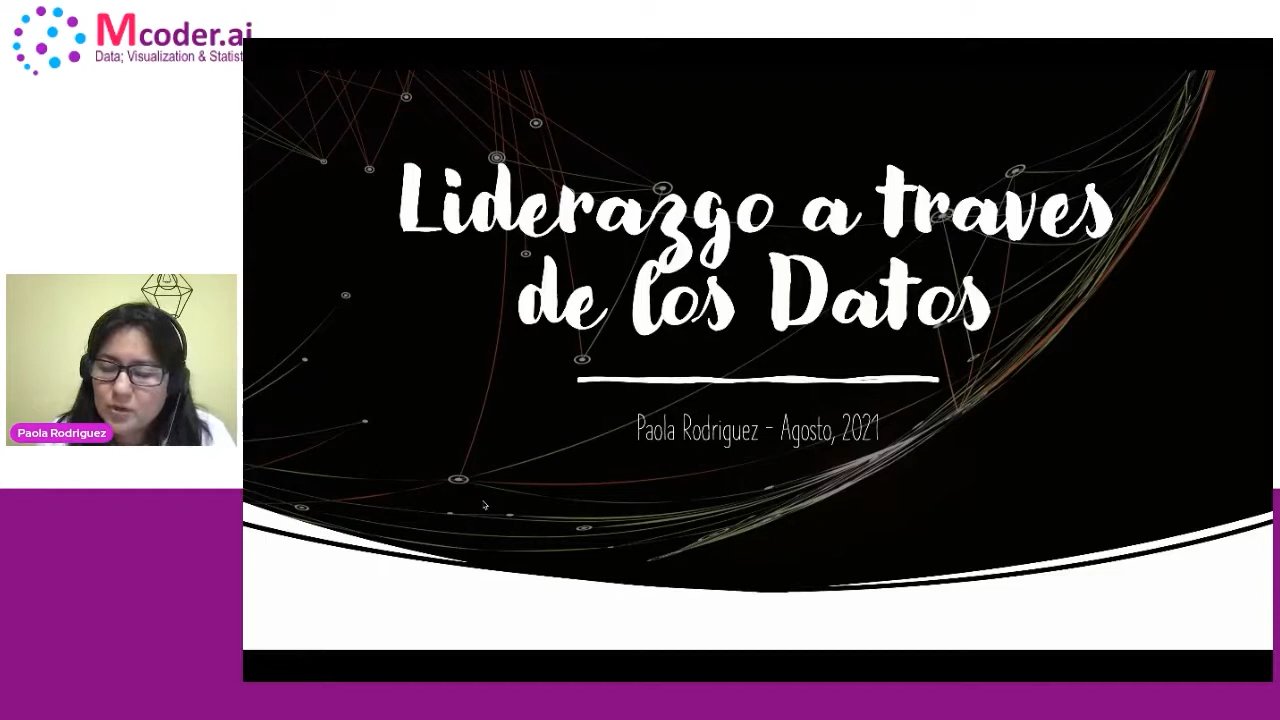 Mcoder.ai
Data; Visualization & Statist
Liderazgo a traves
de los Datos
Paola Rodriguez - Agosto, 2021
Paola Rodriguez